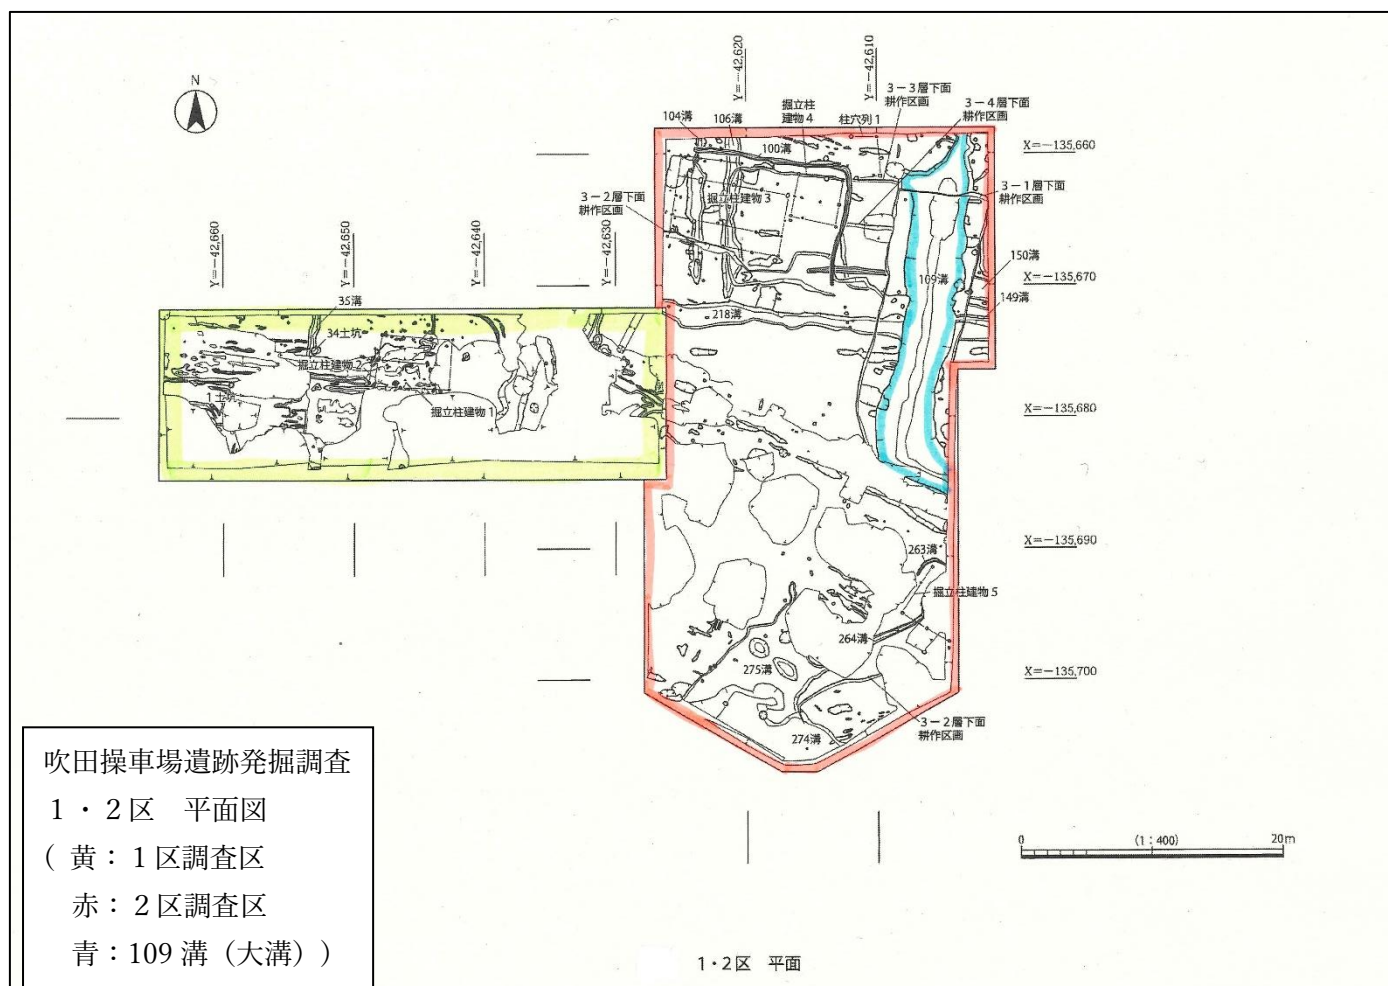 N
Y=-42,620
Y=-42,610
3-3層下面
耕作区画
3-4層下面
耕作区画
掘立柱
建物4
104溝
106溝
柱穴列1
X=-135,660
100溝
3-1層下面
耕作区画
3-2層下面
耕作区画
掘立柱建物3
Y=-42,660
Y=-42,650
Y=-42,640
Y=-42,630
150溝
X=-135,670
109溝
149溝
35溝
218溝
34土坑
掘立柱建物2
1土坑
掘立柱建物1
X=-135,680
X=-135,690
263溝
掘立柱建物5
264溝
275溝
X=-135,700
3-2層下面
耕作区画
274溝
吹田操車場遺跡発掘調査
1・2区 平面図
(黄:1区調査区
赤:2区調査区
青:109溝(大溝))
0
(1:400)
20m
1・2区 平面